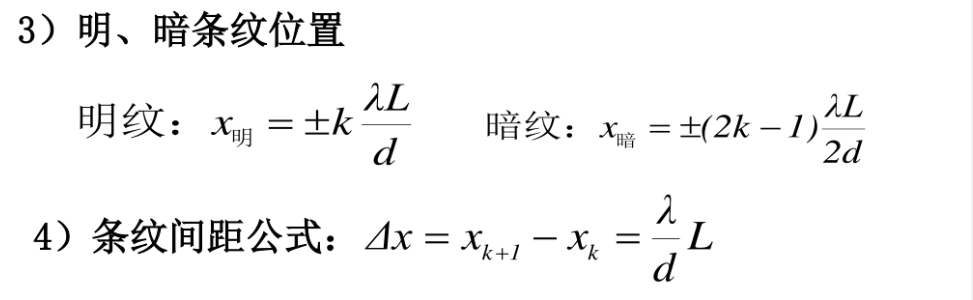 3）明、暗条纹位置
明纹：x明 = ±k λL/d 暗纹：x暗 = ±(2k − 1) λL/2d
4）条纹间距公式：Δx = xk+1 − xk = λ/d L